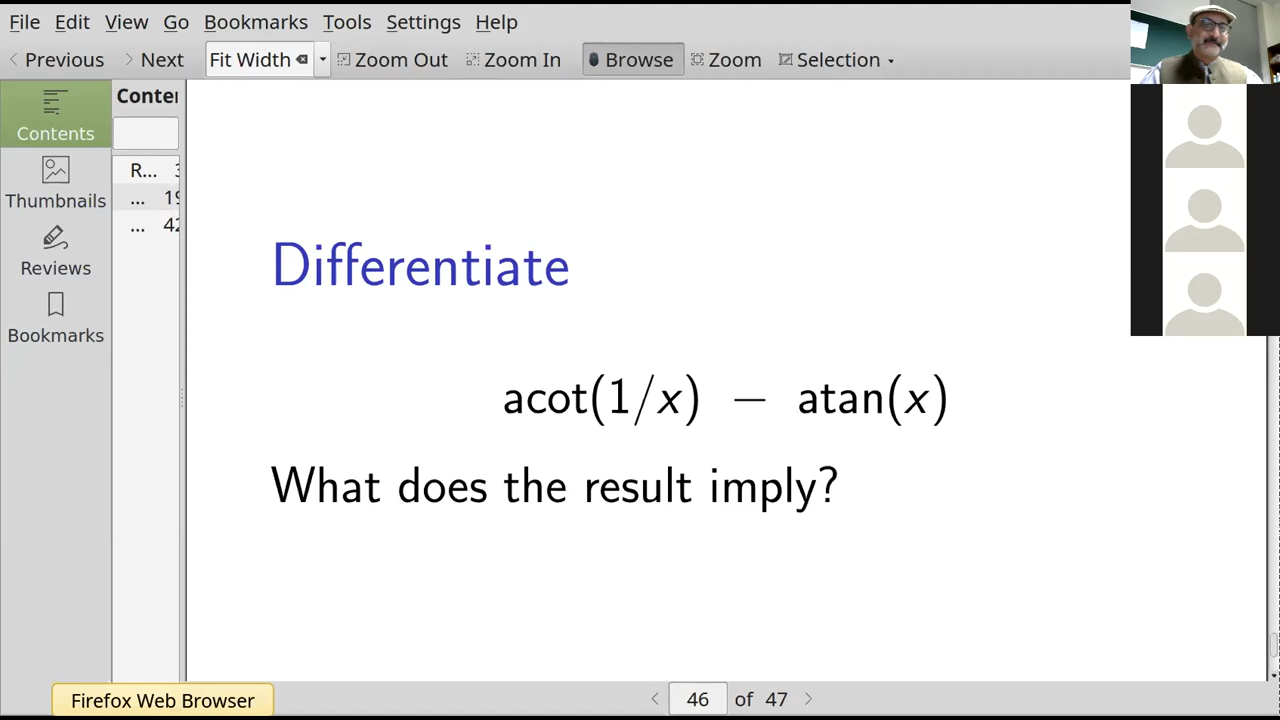 File Edit View Go Bookmarks Tools Settings Help
Previous Next Fit Width Zoom Out Zoom In Browse Zoom Selection
Contents
Thumbnails
Reviews
Bookmarks
R...
... 19
... 42
Differentiate
acot(1/x) − atan(x)
What does the result imply?
Firefox Web Browser
46 of 47